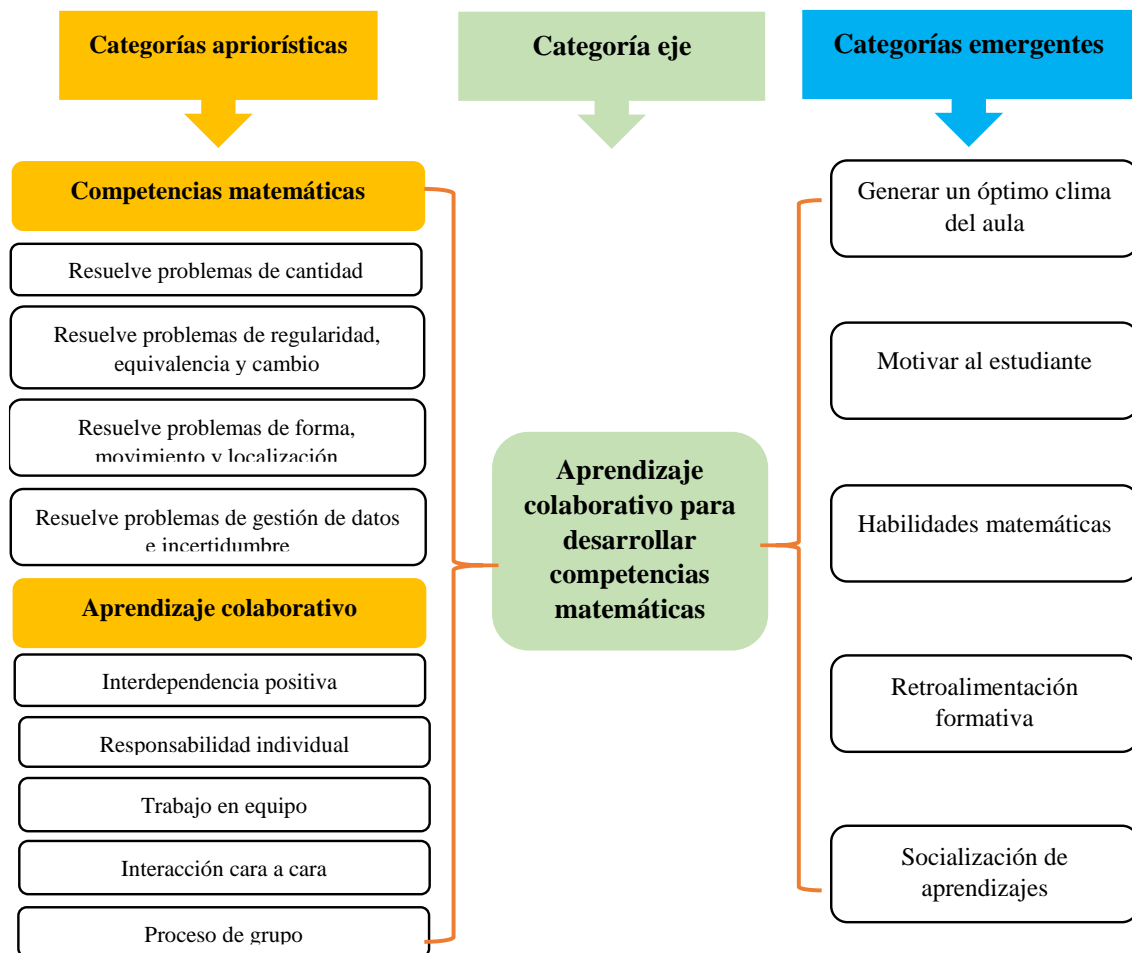 Categorías apriorísticas
Categoría eje
Categorías emergentes
Competencias matemáticas
Resuelve problemas de cantidad
Resuelve problemas de regularidad,
equivalencia y cambio
Resuelve problemas de forma,
movimiento y localización
Resuelve problemas de gestión de datos
e incertidumbre
Aprendizaje colaborativo
Interdependencia positiva
Responsabilidad individual
Trabajo en equipo
Interacción cara a cara
Proceso de grupo
Aprendizaje
colaborativo para
desarrollar
competencias
matemáticas
Generar un óptimo clima
del aula
Motivar al estudiante
Habilidades matemáticas
Retroalimentación
formativa
Socialización de
aprendizajes